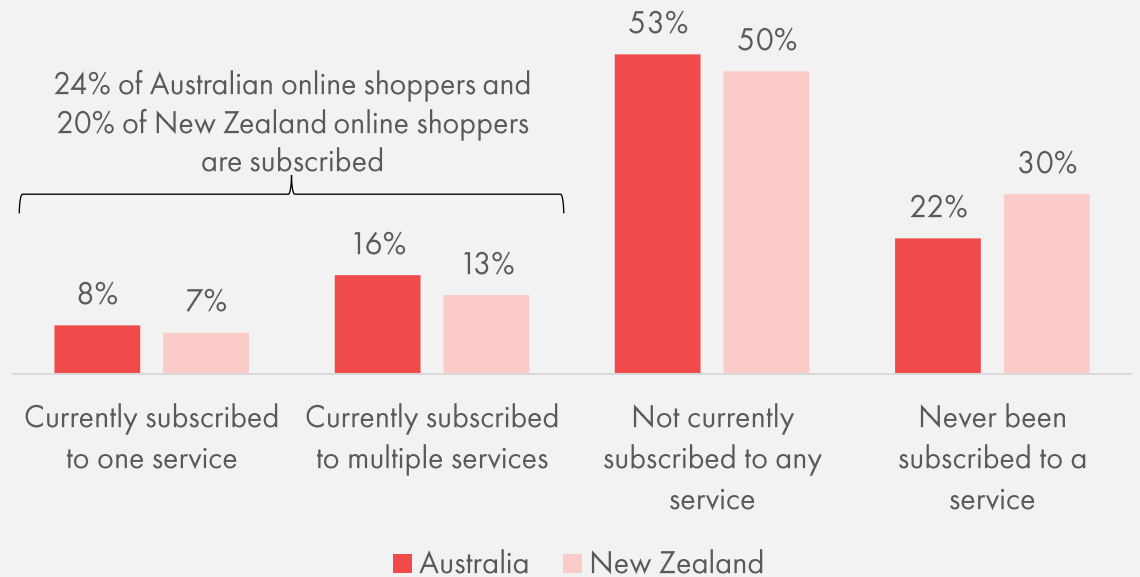 53%
50%
24% of Australian online shoppers and
20% of New Zealand online shoppers
are subscribed
30%
22%
16%
13%
8%
7%
Currently subscribed
to one service
Currently subscribed
to multiple services
Not currently
subscribed to any
service
Never been
subscribed to a
service
Australia
New Zealand